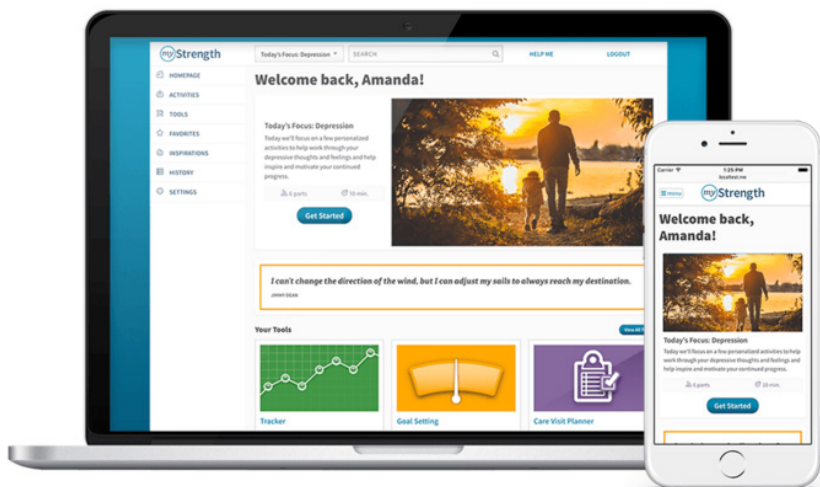 myStrength
Today's Focus: Depression
SEARCH
HELP ME
LOGOUT
HOMEPAGE
ACTIVITIES
TOOLS
FAVORITES
INSPIRATIONS
HISTORY
SETTINGS
Welcome back, Amanda!
Today's Focus: Depression
Today we'll focus on a few personalized
activities to help work through your
depressive thoughts and feelings and help
inspire and motivate your continued
progress.
6 parts
10 min.
Get Started
I can't change the direction of the wind, but I can adjust my sails to always reach my destination.
JIMMY DEAN
Your Tools
View All
Tracker
Goal Setting
Care Visit Planner
Carrier
1:25 PM
localhost.me
menu
myStrength
Welcome back,
Amanda!
Today's Focus: Depression
Today we'll focus on a few personalized activities to help
work through your depressive thoughts and feelings and
help inspire and motivate your continued progress.
6 parts
min.
Get Started